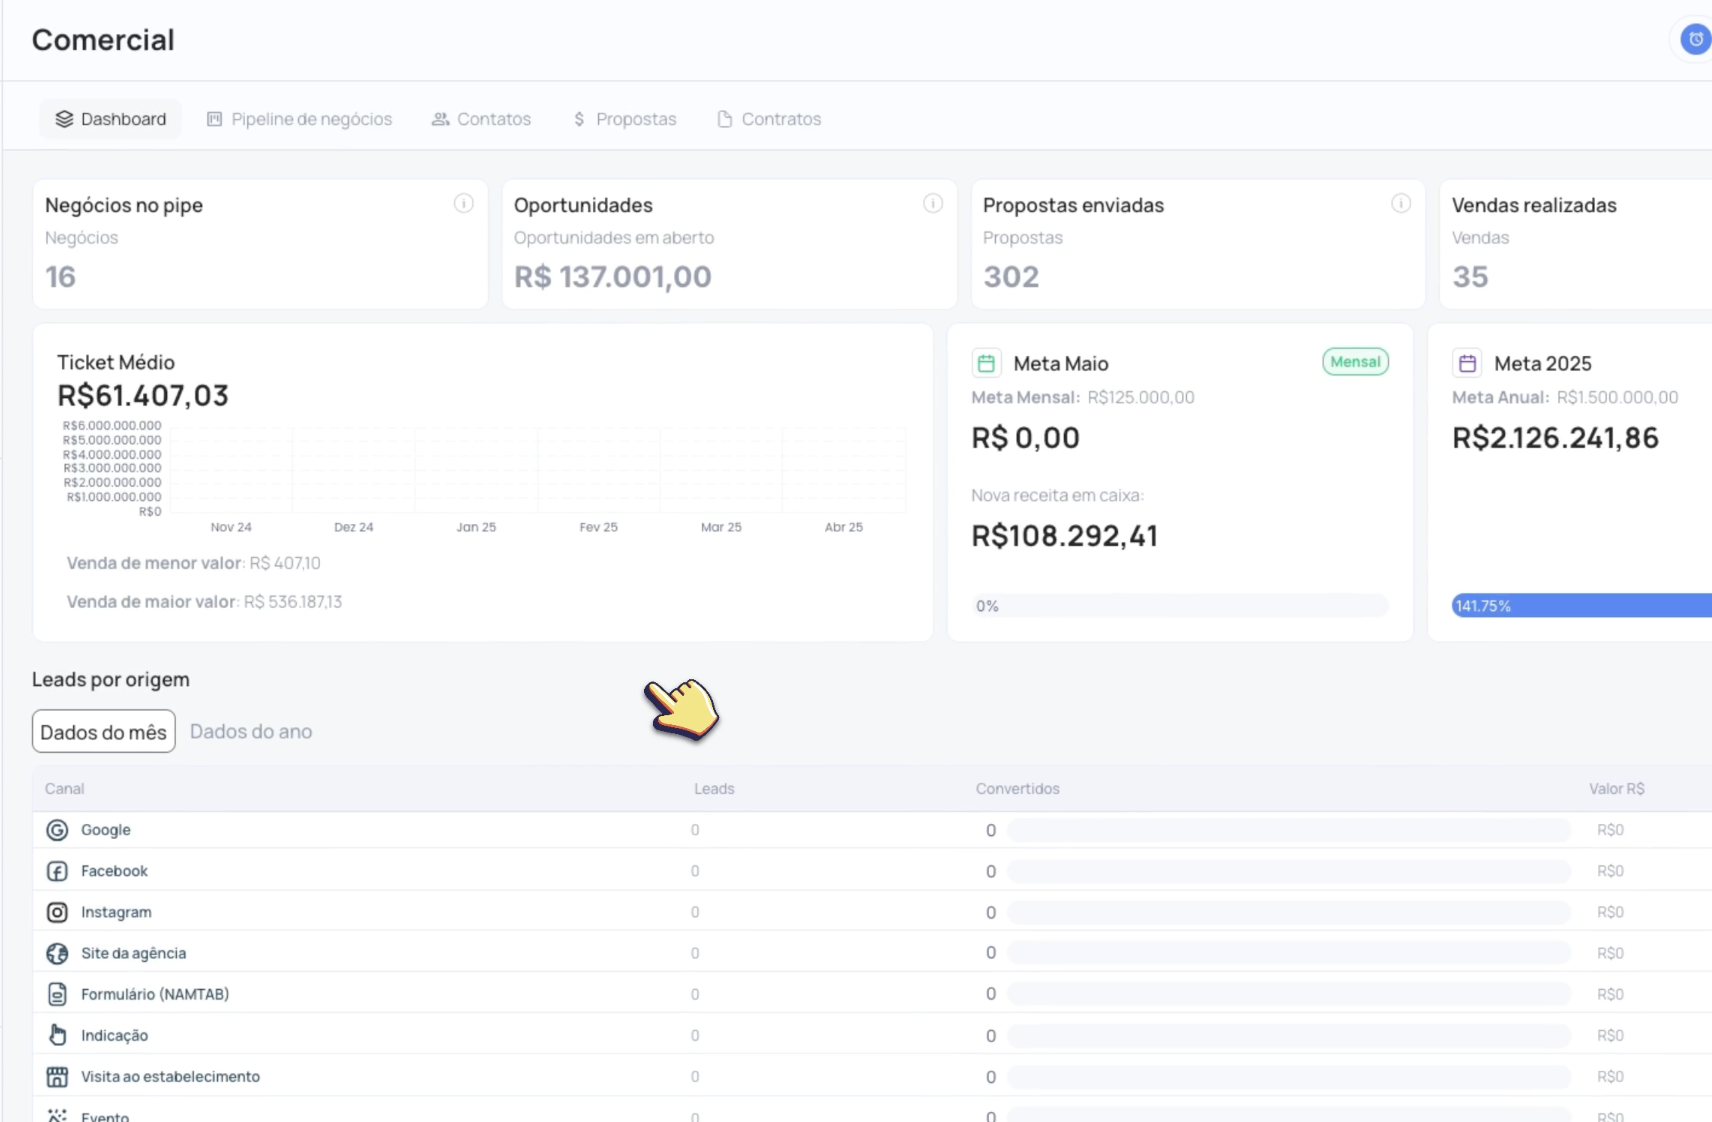 Comercial
Dashboard
Pipeline de negócios
Contatos
Propostas
Contratos
Negócios no pipe
Negócios
16
Oportunidades
Oportunidades em aberto
R$ 137.001,00
Propostas enviadas
Propostas
302
Vendas realizadas
Vendas
35
Ticket Médio
R$61.407,03
R$6.000.000.000
R$5.000.000.000
R$4.000.000.000
R$3.000.000.000
R$2.000.000.000
R$1.000.000.000
R$0
Nov 24
Dez 24
Jan 25
Fev 25
Mar 25
Abr 25
Venda de menor valor: R$ 407,10
Venda de maior valor: R$ 536.187,13
Meta Maio
Mensal
Meta Mensal: R$125.000,00
R$ 0,00
Nova receita em caixa:
R$108.292,41
0%
Meta 2025
Meta Anual: R$1.500.000,00
R$2.126.241,86
141.75%
Leads por origem
Dados do mês
Dados do ano
Canal Leads Convertidos Valor R$
Google 0 0 R$0
Facebook 0 0 R$0
Instagram 0 0 R$0
Site da agência 0 0 R$0
Formulário (NAMTAB) 0 0 R$0
Indicação 0 0 R$0
Visita ao estabelecimento 0 0 R$0
Evento 0 0 R$0